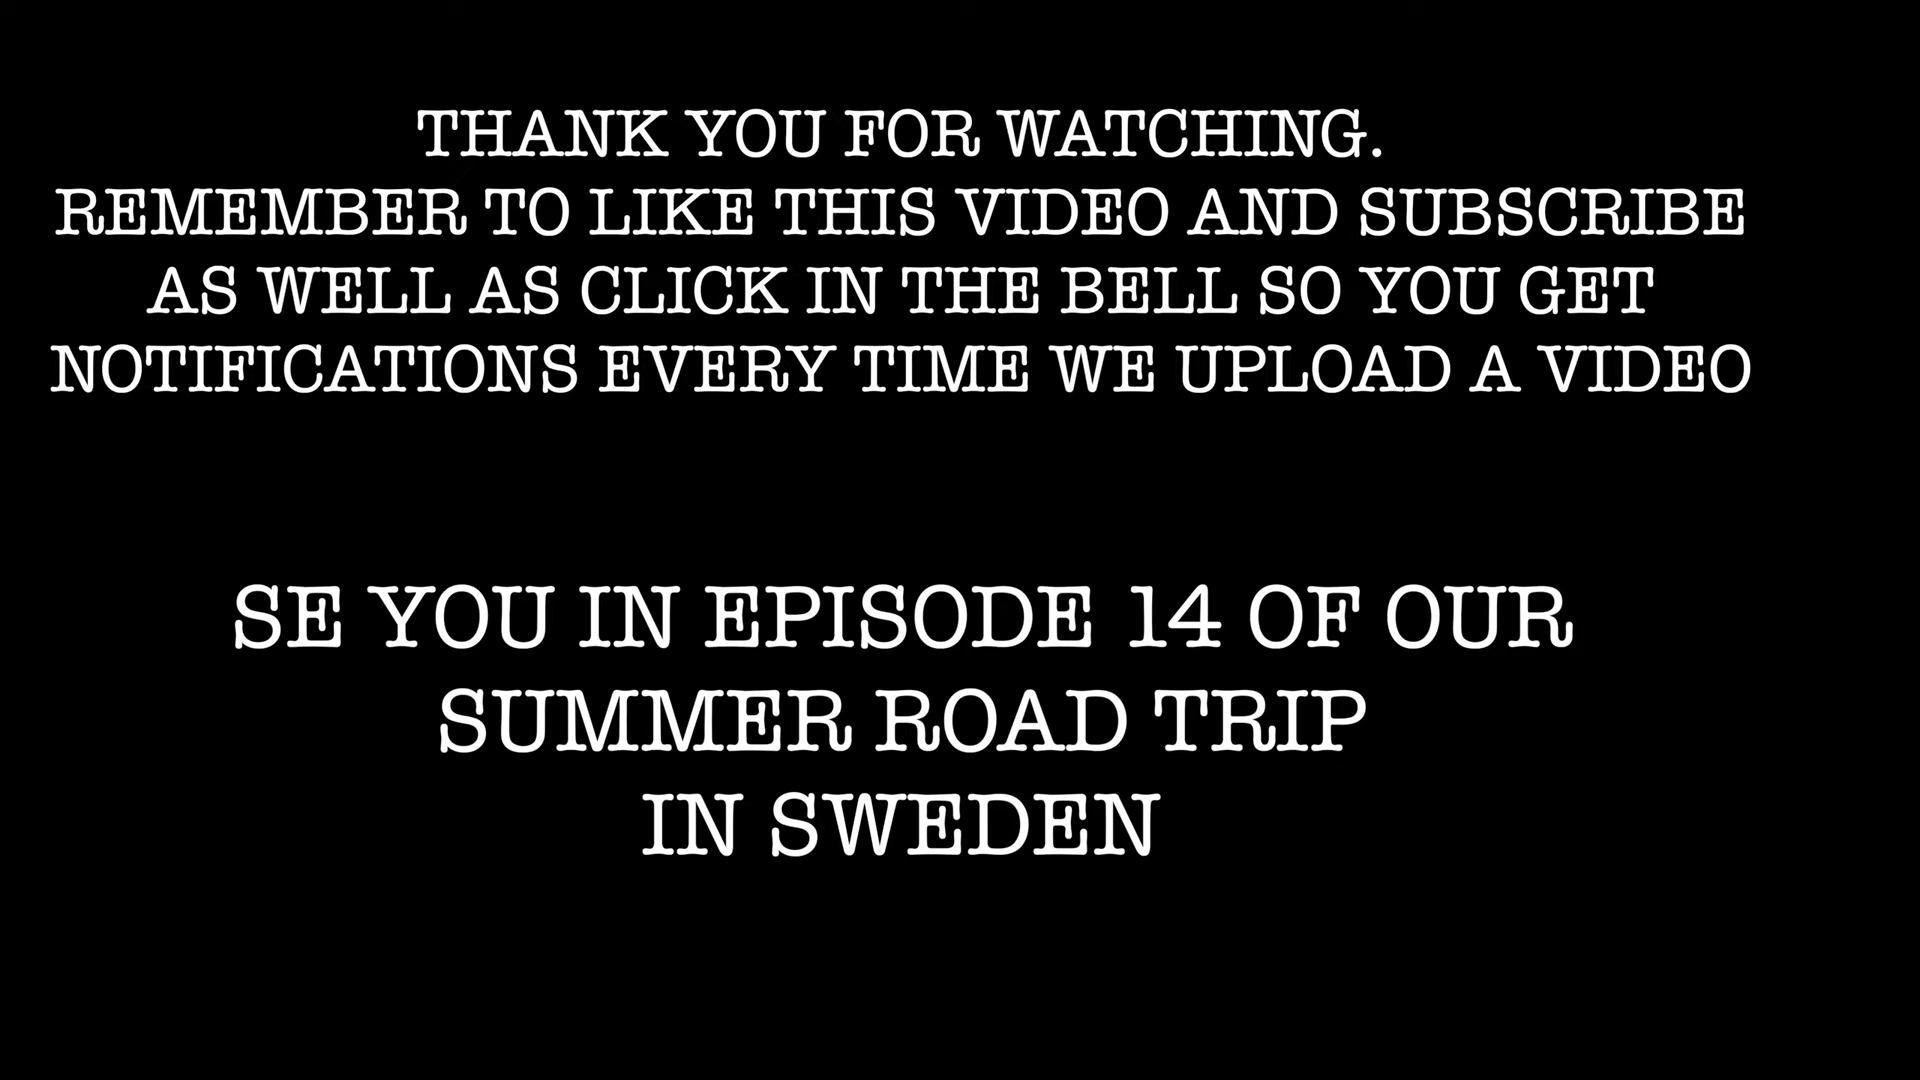 THANK YOU FOR WATCHING.
REMEMBER TO LIKE THIS VIDEO AND SUBSCRIBE
AS WELL AS CLICK IN THE BELL SO YOU GET
NOTIFICATIONS EVERY TIME WE UPLOAD A VIDEO
SE YOU IN EPISODE 14 OF OUR
SUMMER ROAD TRIP
IN SWEDEN